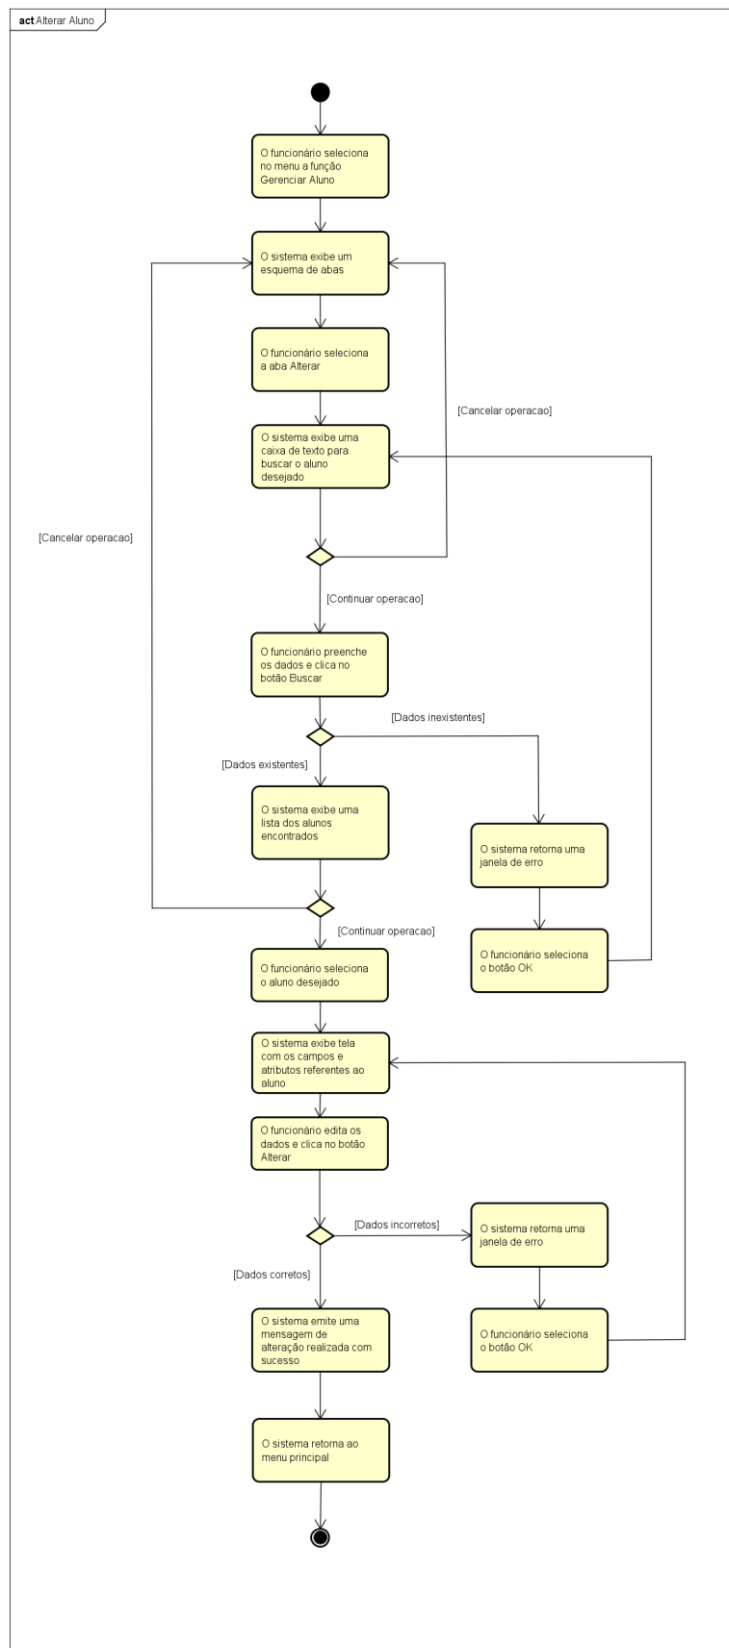 act Alterar Aluno
O funcionário seleciona
no menu a função
Gerenciar Aluno
O sistema exibe um
esquema de abas
O funcionário seleciona
a aba Alterar
[Cancelar operacao]
O sistema exibe uma
caixa de texto para
buscar o aluno
desejado
[Cancelar operacao]
[Continuar operacao]
O funcionário preenche
os dados e clica no
botão Buscar
[Dados inexistentes]
[Dados existentes]
O sistema exibe uma
lista dos alunos
encontrados
O sistema retorna uma
janela de erro
[Continuar operacao]
O funcionário seleciona
o botão OK
O funcionário seleciona
o aluno desejado
O sistema exibe tela
com os campos e
atributos referentes ao
aluno
O funcionário edita os
dados e clica no botão
Alterar
[Dados incorretos]
O sistema retorna uma
janela de erro
[Dados corretos]
O sistema emite uma
mensagem de
alteração realizada com
sucesso
O funcionário seleciona
o botão OK
O sistema retorna ao
menu principal